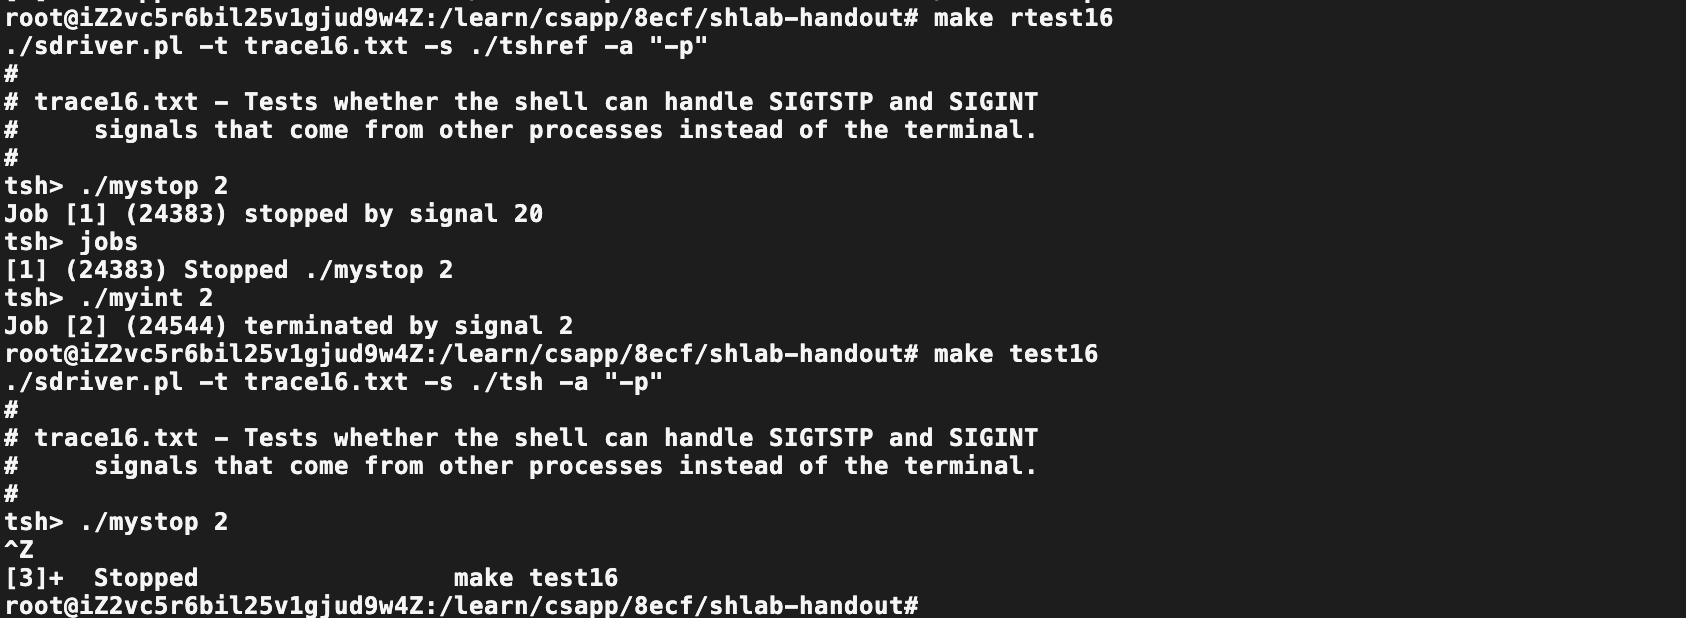 root@iZ2vc5r6bil25v1gjud9w4Z:/learn/csapp/8ecf/shlab-handout# make rtest16
./sdriver.pl -t trace16.txt -s ./tshref -a "-p"
#
# trace16.txt - Tests whether the shell can handle SIGTSTP and SIGINT
#     signals that come from other processes instead of the terminal.
#
tsh> ./mystop 2
Job [1] (24383) stopped by signal 20
tsh> jobs
[1] (24383) Stopped ./mystop 2
tsh> ./myint 2
Job [2] (24544) terminated by signal 2
root@iZ2vc5r6bil25v1gjud9w4Z:/learn/csapp/8ecf/shlab-handout# make test16
./sdriver.pl -t trace16.txt -s ./tsh -a "-p"
#
# trace16.txt - Tests whether the shell can handle SIGTSTP and SIGINT
#     signals that come from other processes instead of the terminal.
#
tsh> ./mystop 2
^Z
[3]+  Stopped                 make test16
root@iZ2vc5r6bil25v1gjud9w4Z:/learn/csapp/8ecf/shlab-handout#